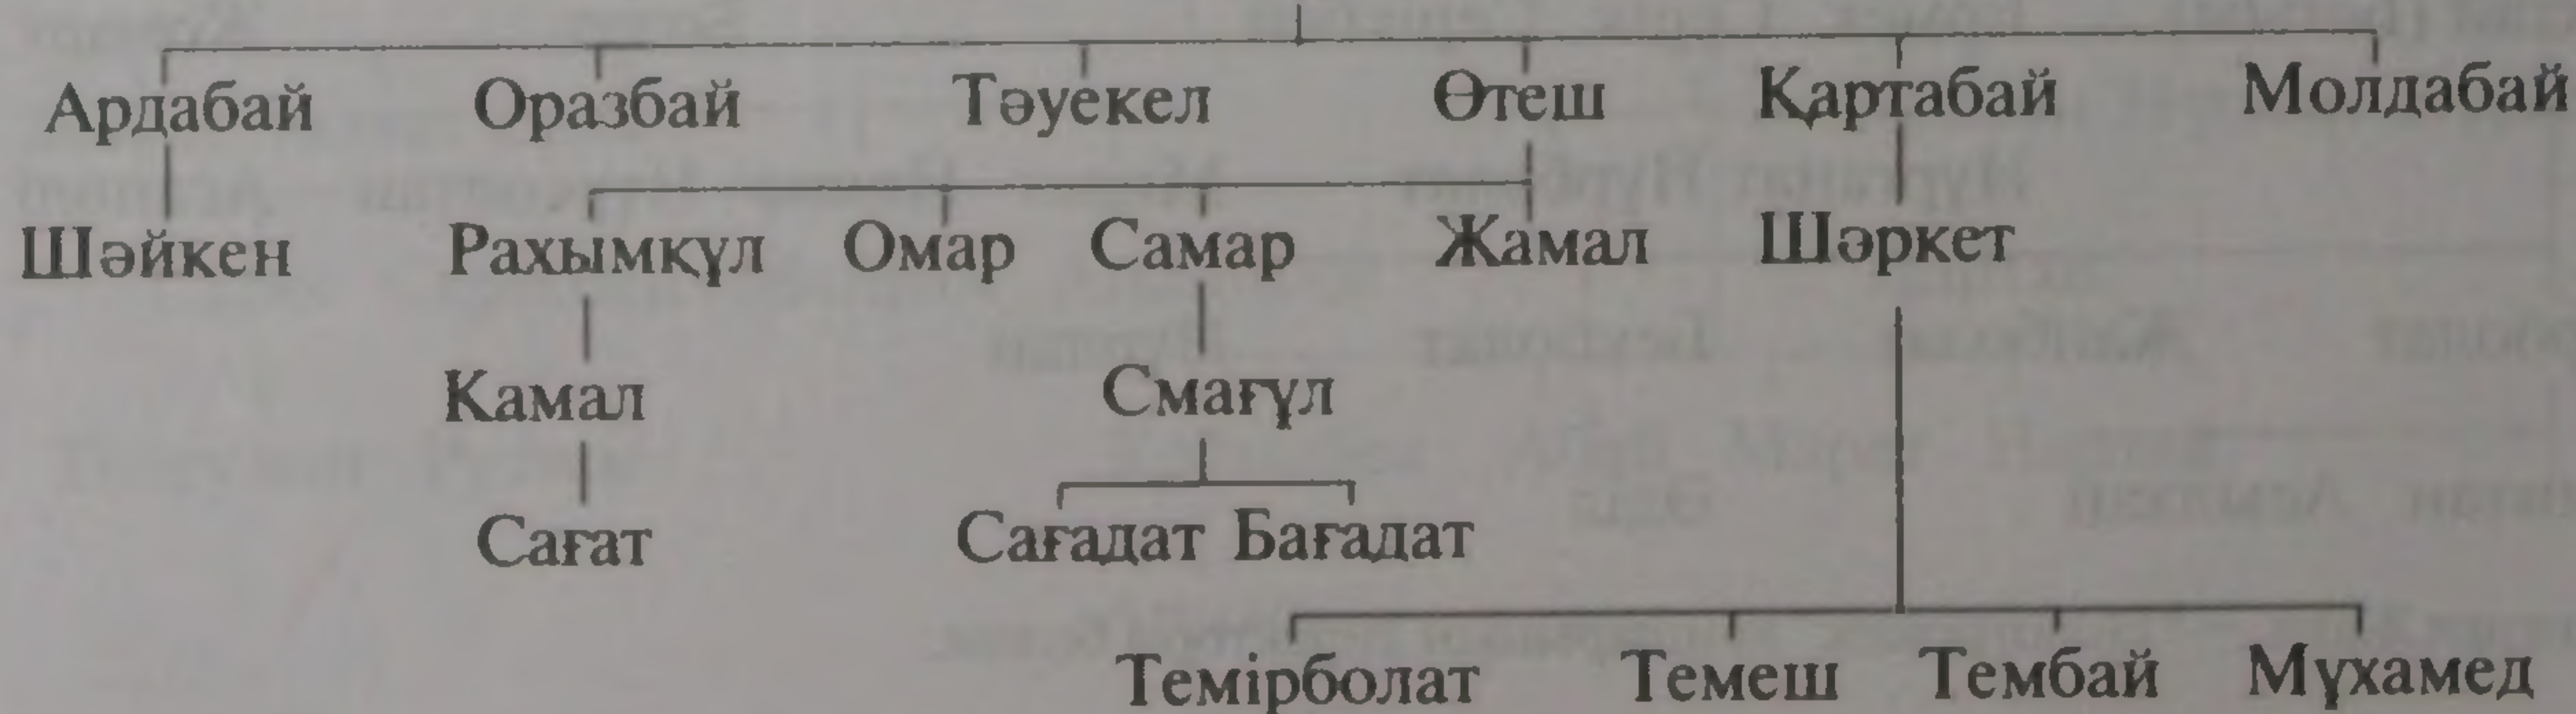 Ардабай Оразбай Тәуекел Өтеш Қартабай Молдабай
Шәйкен Рахымқұл Омар Самар Жамал Шәркет
Камал Смағұл
Сағат Сағадат Бағадат
Темірболат Темеш Тембай Мұхамед